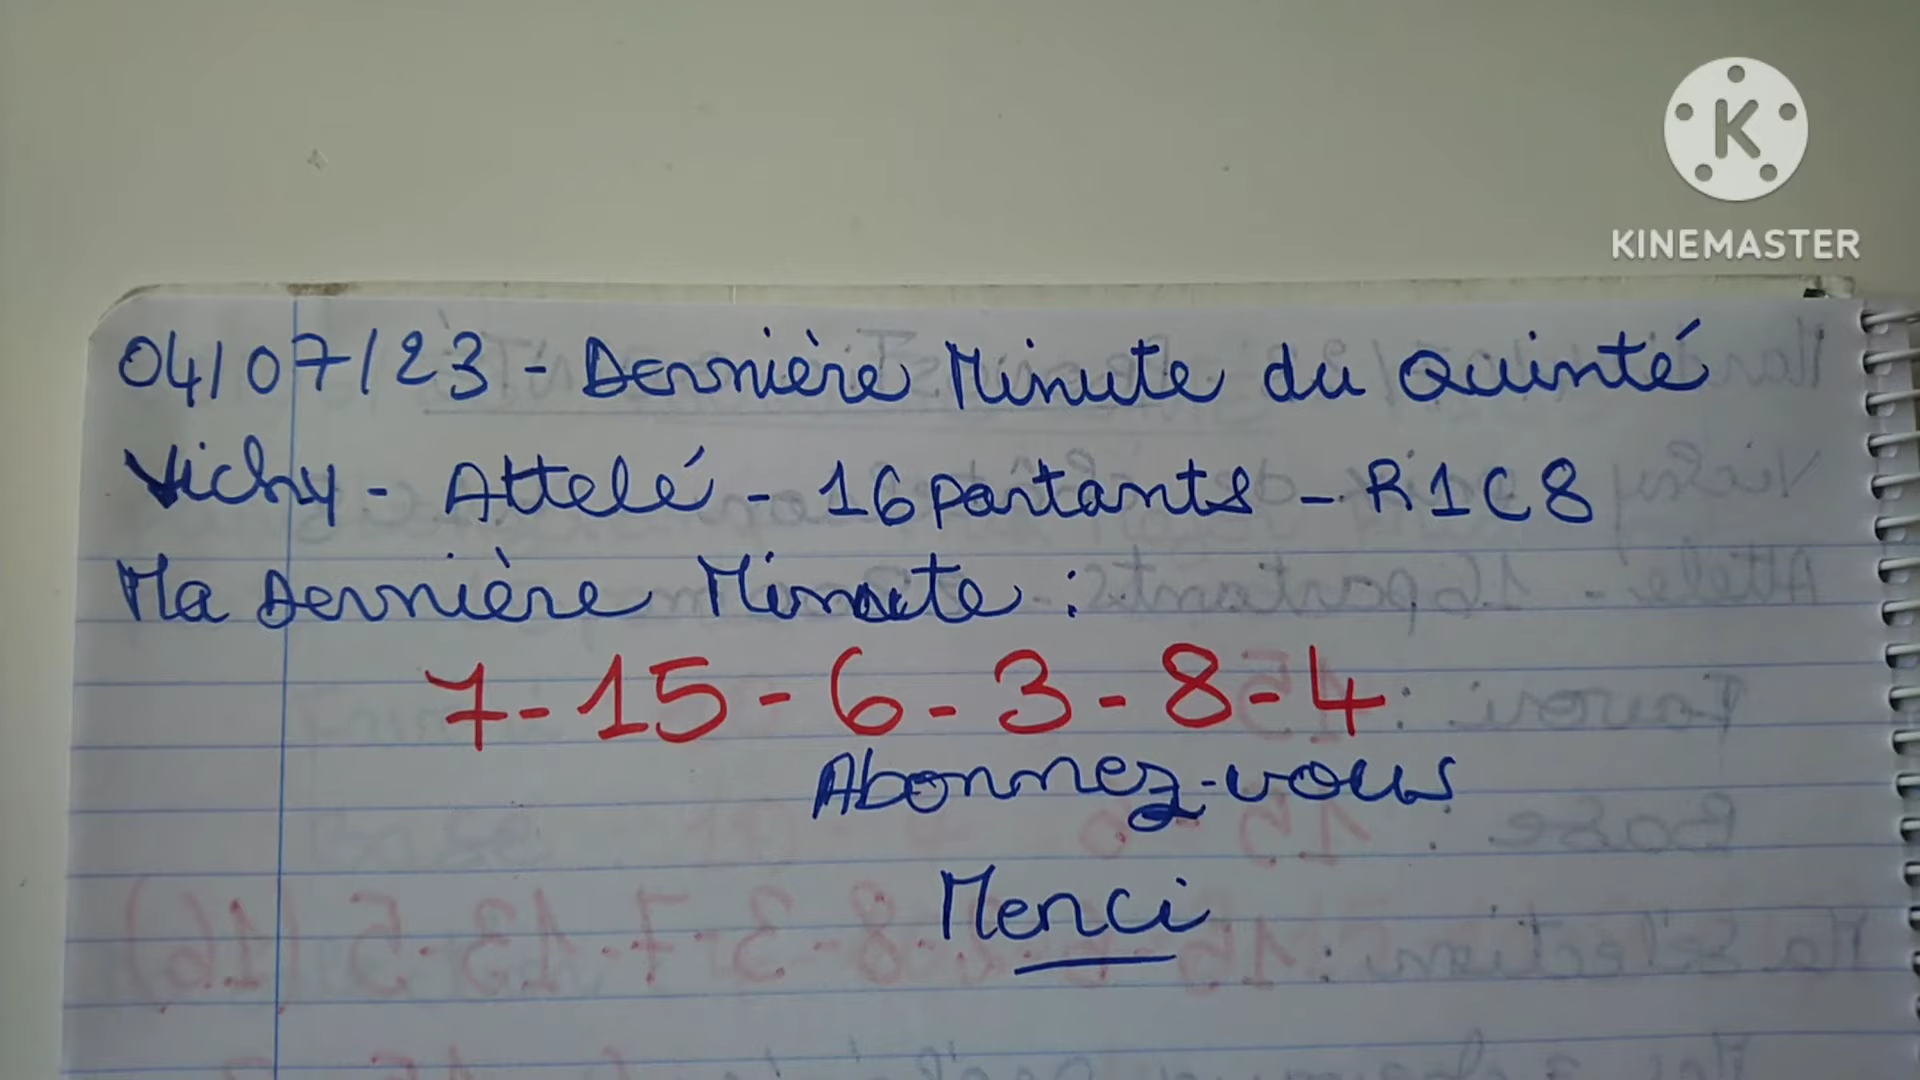 KINEMASTER
04/07/23 - Dernière Minute du Quinté
Vichy - Attelé - 16 partants - R1C8
Ma Dernière Minute :
7 - 15 - 6 - 3 - 8 - 4
Abonnez-vous
Merci